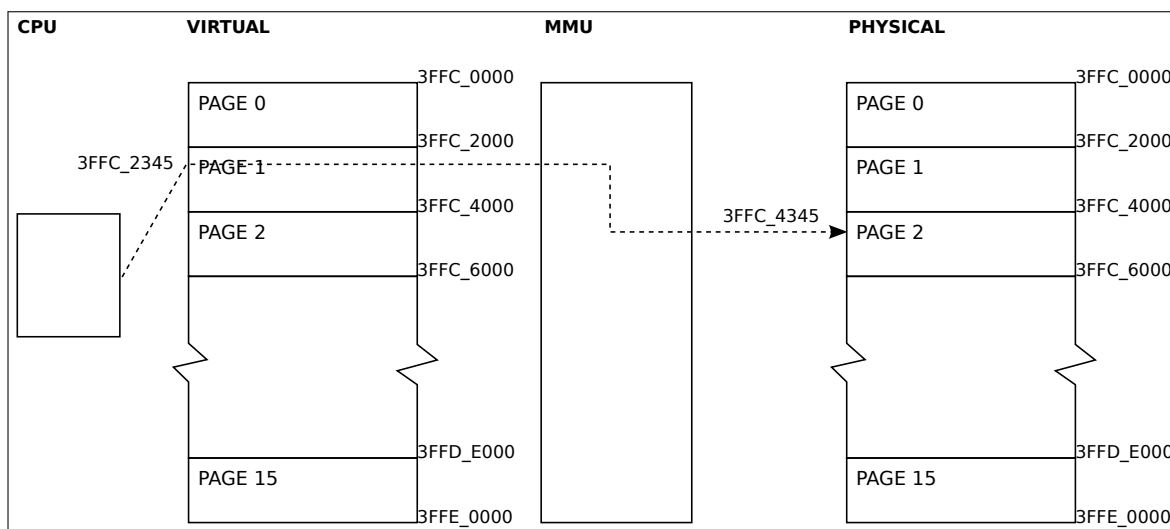 CPU VIRTUAL MMU PHYSICAL
3FFC_0000 3FFC_0000
PAGE 0 PAGE 0
3FFC_2000 3FFC_2000
3FFC_2345 PAGE 1 PAGE 1
3FFC_4000 3FFC_4345 3FFC_4000
PAGE 2 PAGE 2
3FFC_6000 3FFC_6000
3FFD_E000 3FFD_E000
PAGE 15 PAGE 15
3FFE_0000 3FFE_0000